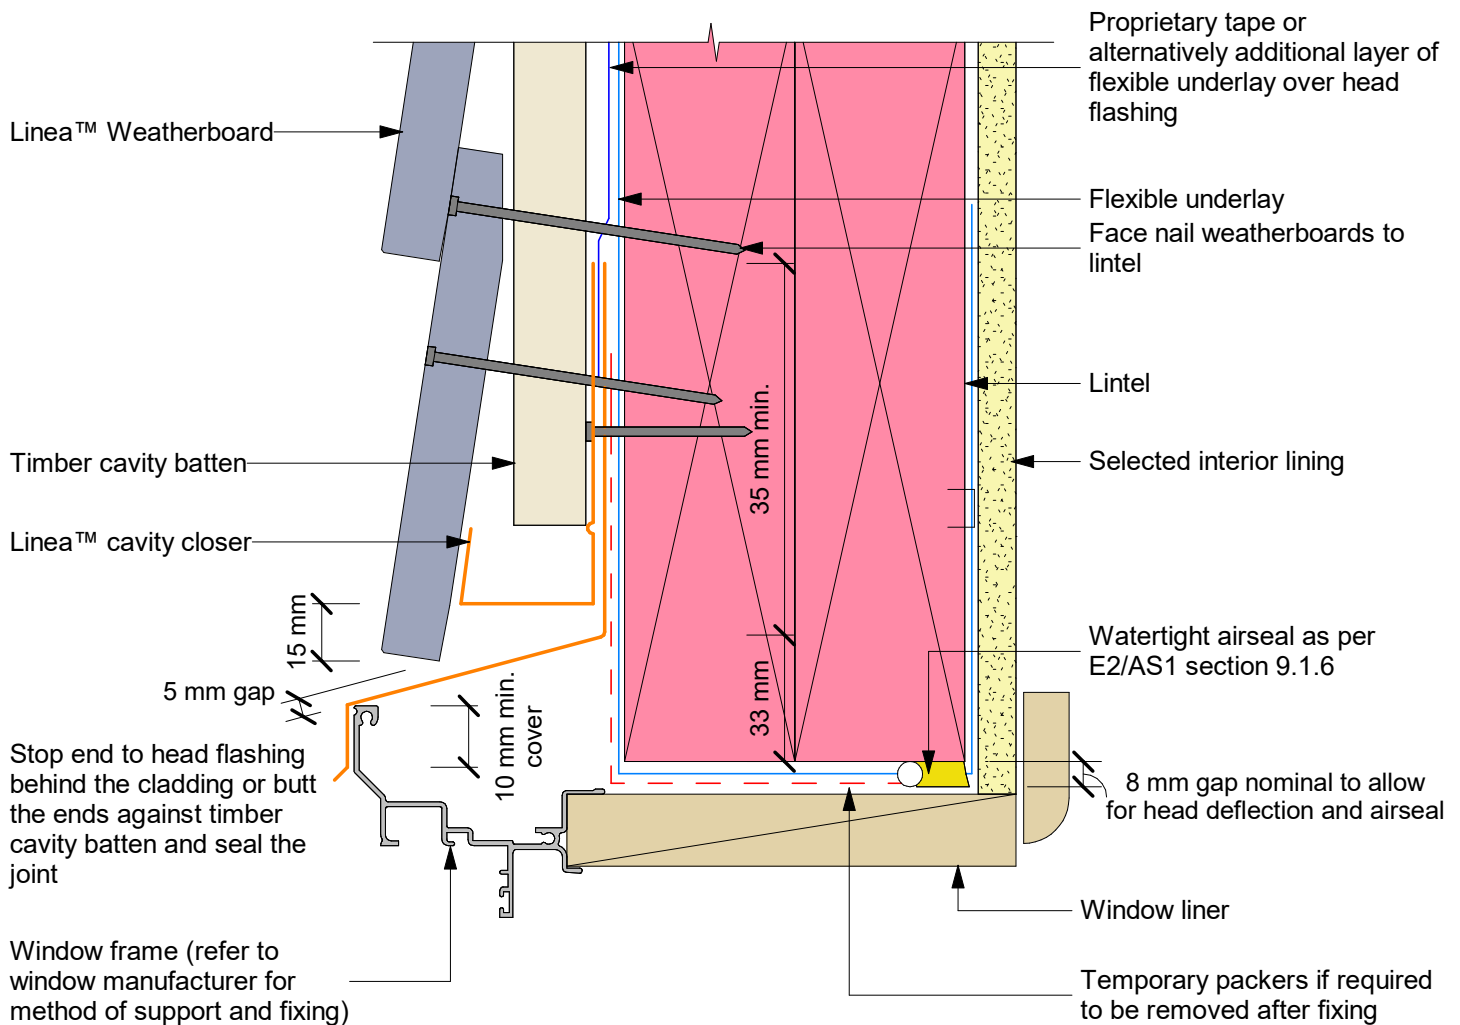 Proprietary tape or
alternatively additional layer of
flexible underlay over head
flashing
Linea™ Weatherboard
Flexible underlay
Face nail weatherboards to
lintel
Lintel
35 mm min.
Timber cavity batten
Selected interior lining
Linea™ cavity closer
15 mm
Watertight airseal as per
E2/AS1 section 9.1.6
5 mm gap
33 mm
10 mm min.
cover
Stop end to head flashing
behind the cladding or butt
the ends against timber
cavity batten and seal the
joint
8 mm gap nominal to allow
for head deflection and airseal
Window liner
Window frame (refer to
window manufacturer for
method of support and fixing)
Temporary packers if required
to be removed after fixing